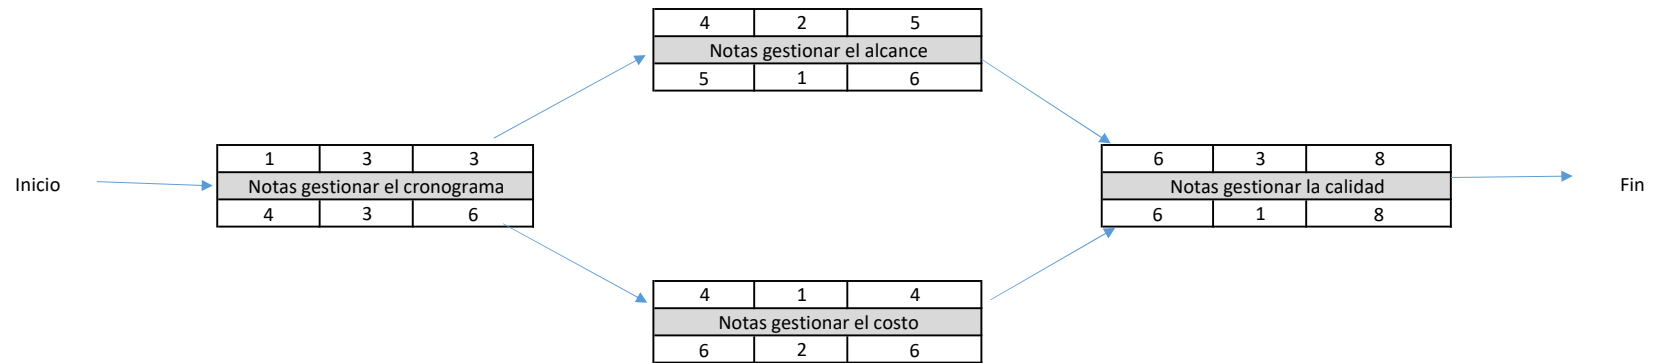 4 2 5
Notas gestionar el alcance
5 1 6
Inicio
1 3 3
Notas gestionar el cronograma
4 3 6
6 3 8
Notas gestionar la calidad
6 1 8
Fin
4 1 4
Notas gestionar el costo
6 2 6